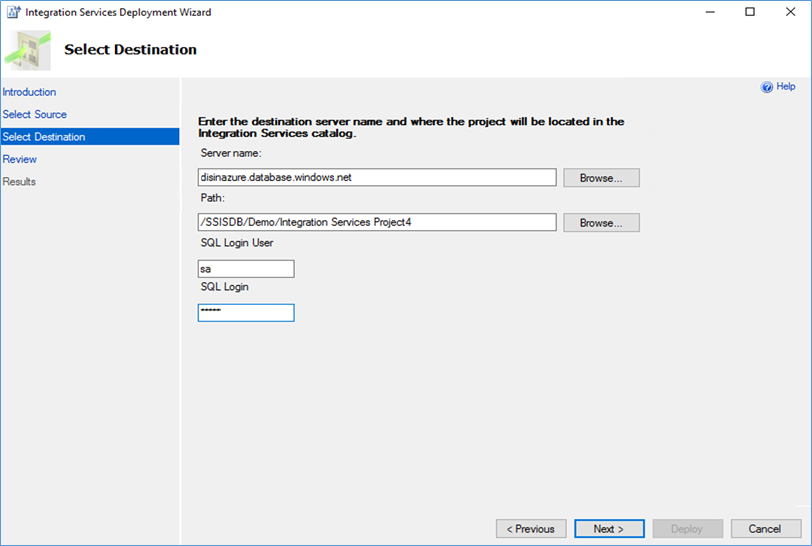 Integration Services Deployment Wizard
Select Destination
Introduction
Select Source
Select Destination
Review
Results
Help
Enter the destination server name and where the project will be located in the
Integration Services catalog.
Server name:
disinazure.database.windows.net
Browse...
Path:
/SSISDB/Demo/Integration Services Project4
Browse...
SQL Login User
sa
SQL Login
*****
< Previous
Next >
Deploy
Cancel